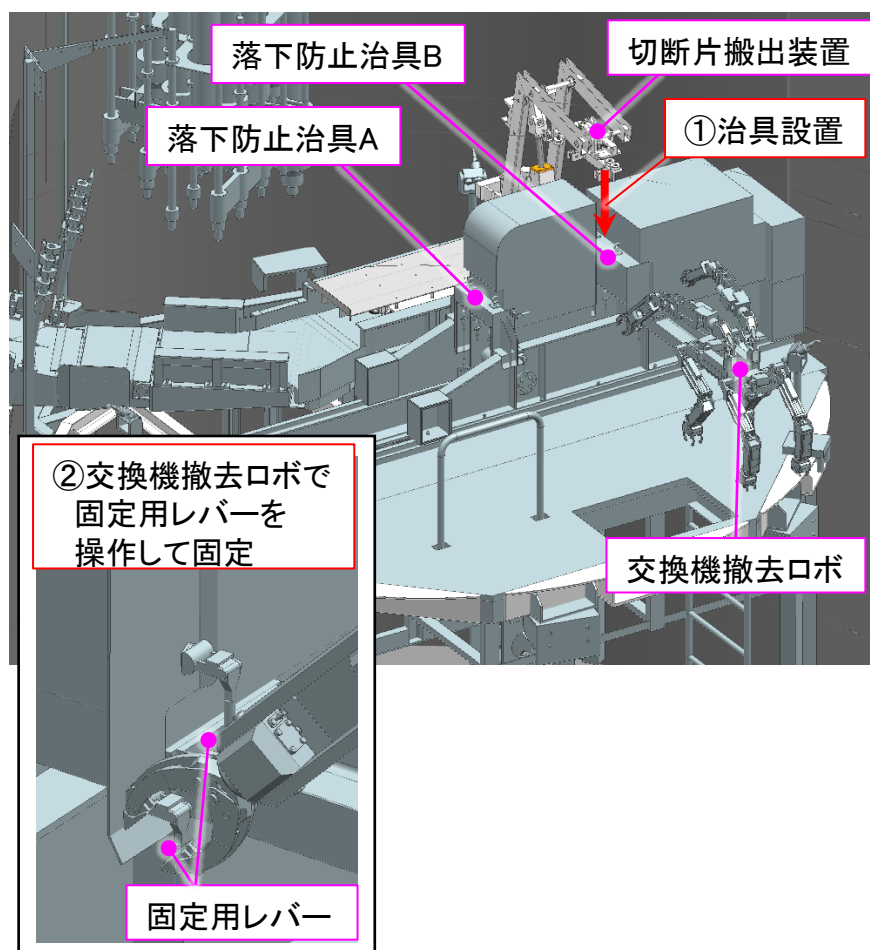 落下防止治具B
切断片搬出装置
落下防止治具A
①治具設置
②交換機撤去ロボで
固定用レバーを
操作して固定
交換機撤去ロボ
固定用レバー